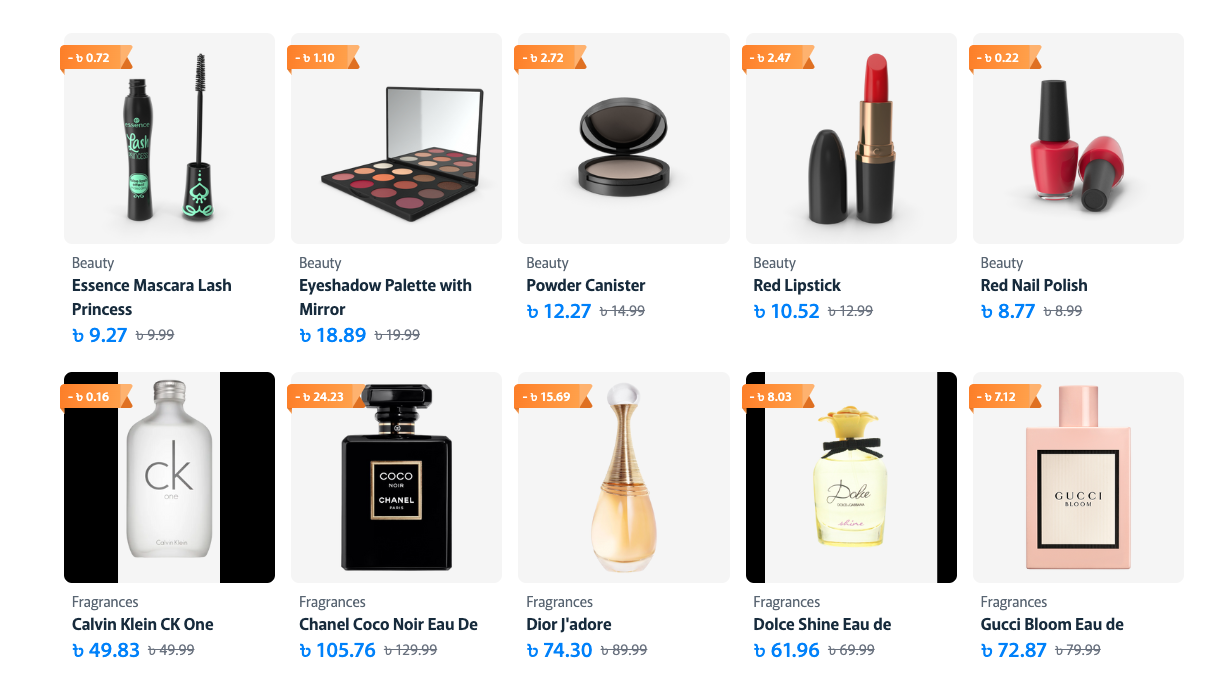 - ৳ 0.72
- ৳ 1.10
- ৳ 2.72
- ৳ 2.47
- ৳ 0.22
essence
Lash
PRINCESS
Beauty
Essence Mascara Lash
Princess
৳ 9.27 ৳ 9.99
Beauty
Eyeshadow Palette with
Mirror
৳ 18.89 ৳ 19.99
Beauty
Powder Canister
৳ 12.27 ৳ 14.99
Beauty
Red Lipstick
৳ 10.52 ৳ 12.99
Beauty
Red Nail Polish
৳ 8.77 ৳ 8.99
- ৳ 0.16
- ৳ 24.23
- ৳ 15.69
- ৳ 8.03
- ৳ 7.12
ck
one
Calvin Klein
COCO
NOIR
CHANEL
PARIS
Dolce
DOLCE&GABBANA
shine
GUCCI
BLOOM
Fragrances
Calvin Klein CK One
৳ 49.83 ৳ 49.99
Fragrances
Chanel Coco Noir Eau De
৳ 105.76 ৳ 129.99
Fragrances
Dior J'adore
৳ 74.30 ৳ 89.99
Fragrances
Dolce Shine Eau de
৳ 61.96 ৳ 69.99
Fragrances
Gucci Bloom Eau de
৳ 72.87 ৳ 79.99